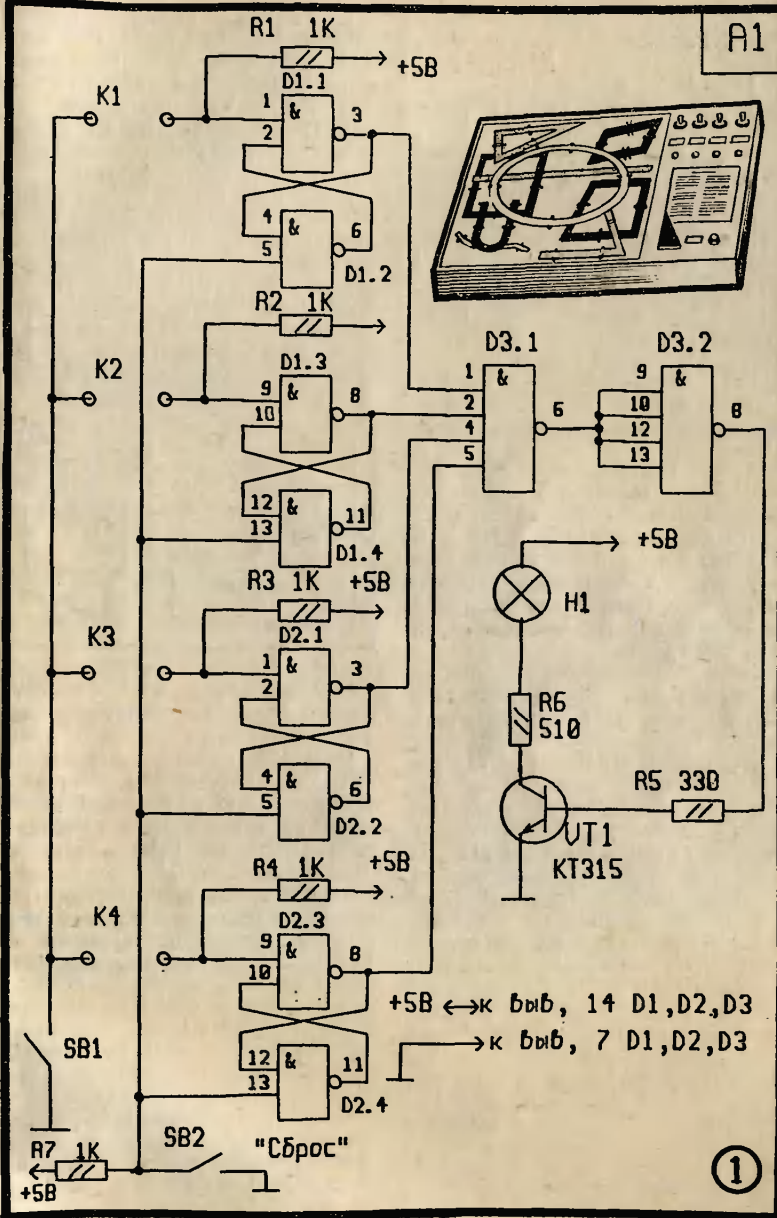 A1
R1 1K
+5В
D1.1
K1
1 & 3
2
4 & 6
5
D1.2
R2 1K
D1.3
K2
9 & 8
10
12 & 11
13
D1.4
D3.1
1 &
2 6
4
5
D3.2
9 &
10 8
12
13
+5В
H1
R6
510
R5 330
VT1
КТ315
R3 1K +5В
D2.1
K3
1 & 3
2
4 & 6
5
D2.2
R4 1K +5В
D2.3
K4
9 & 8
10
12 & 11
13
D2.4
+5В ↔к выв, 14 D1,D2,D3
→к выв, 7 D1,D2,D3
SB1
R7 1K
+5В
SB2 "Сброс"
1